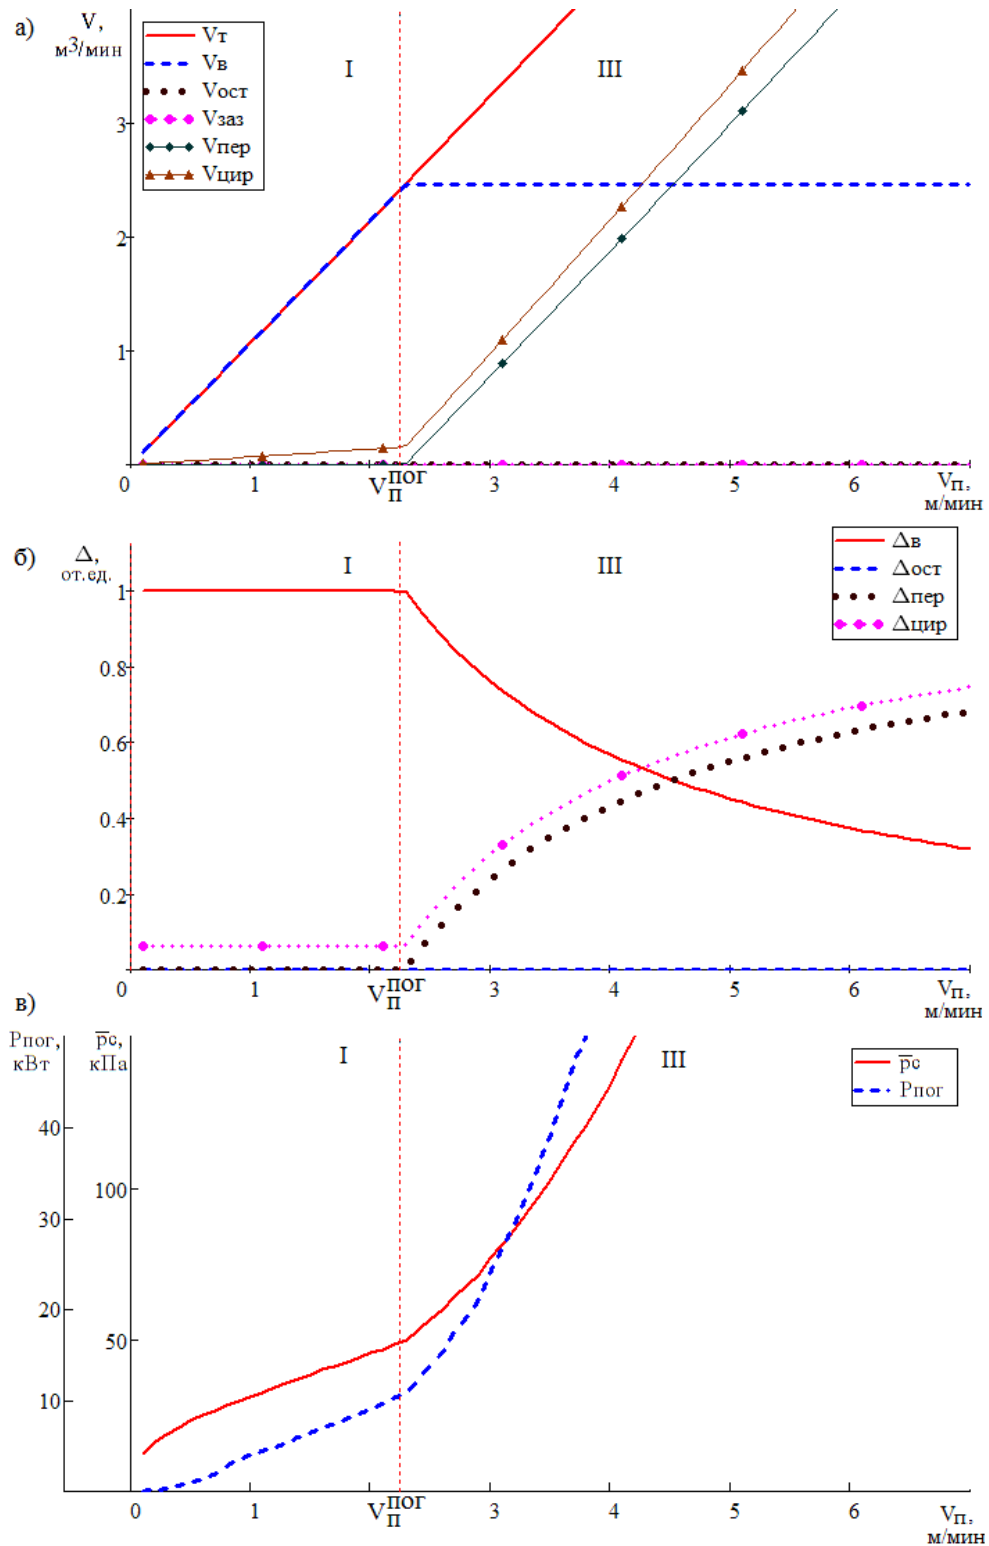 а)
V,
м3/мин
Vт
Vв
Vост
Vзаз
Vпер
Vцир
I
III
3
2
1
0
1
VПпог
3
4
5
6
VП,
м/мин
б)
Δ,
от.ед.
I
III
Δв
Δост
Δпер
Δцир
1
0.8
0.6
0.4
0.2
0
1
VПпог
3
4
5
6
VП,
м/мин
в)
Pпог,
кВт
p̅с,
кПа
I
III
p̅с
Pпог
40
30
20
10
100
50
0
1
VПпог
3
4
5
6
VП,
м/мин